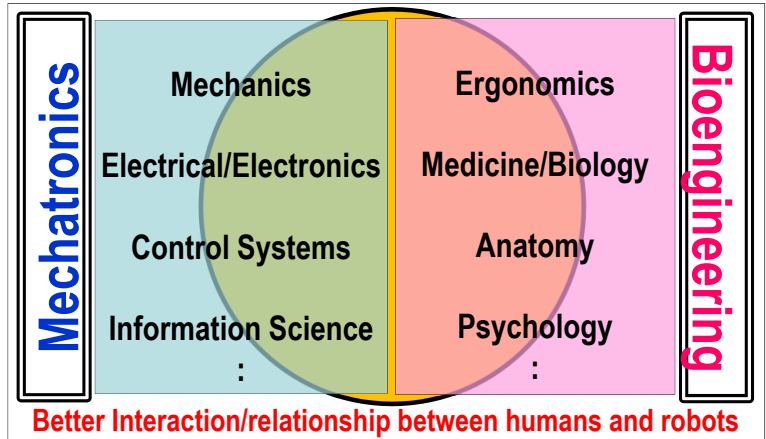 Mechatronics
Mechanics
Electrical/Electronics
Control Systems
Information Science
:
Ergonomics
Medicine/Biology
Anatomy
Psychology
:
Bioengineering
Better Interaction/relationship between humans and robots